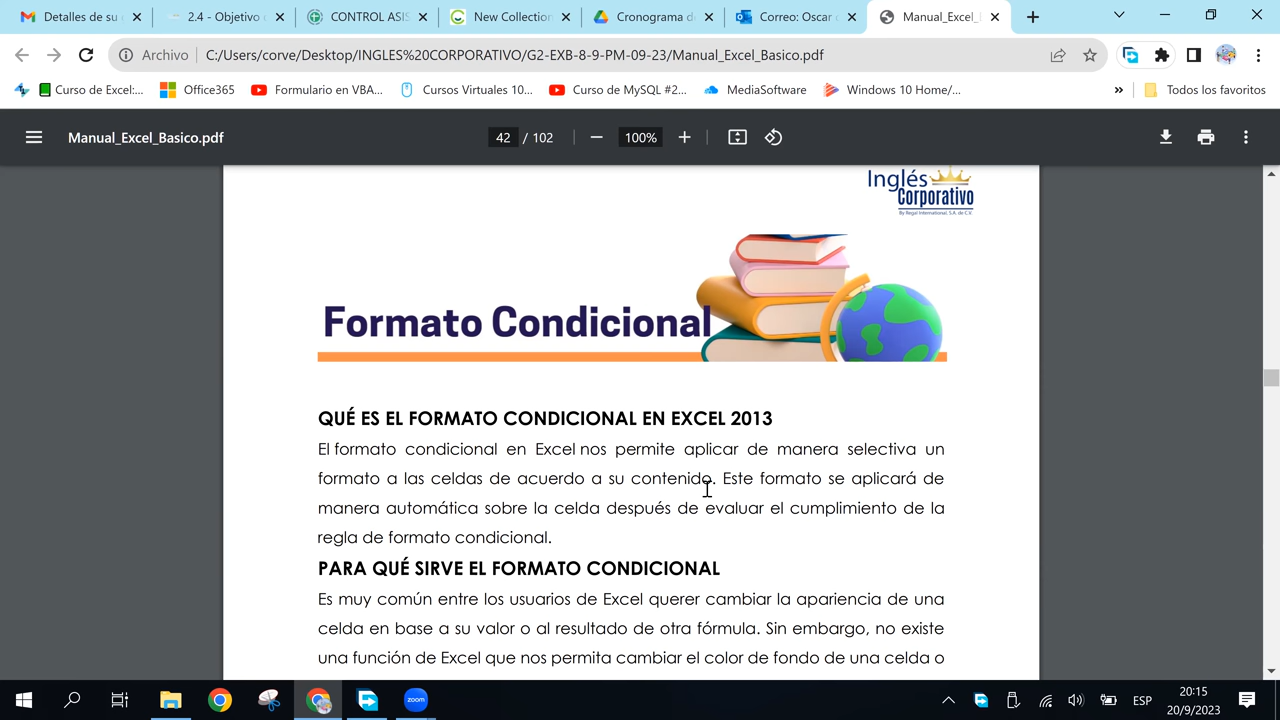 Detalles de su
2.4 - Objetivo
CONTROL ASIS
New Collection
Cronograma d
Correo: Oscar
Manual_Excel_
Archivo
C:/Users/corve/Desktop/INGLES%20CORPORATIVO/G2-EXB-8-9-PM-09-23/Manual_Excel_Basico.pdf
Curso de Excel:...
Office365
Formulario en VBA...
Cursos Virtuales 10...
Curso de MySQL #2...
MediaSoftware
Windows 10 Home/...
»
Todos los favoritos
Manual_Excel_Basico.pdf
42 / 102
100%
Inglés
Corporativo
By Regal International, S.A. de C.V.
Formato Condicional
QUÉ ES EL FORMATO CONDICIONAL EN EXCEL 2013
El formato condicional en Excel nos permite aplicar de manera selectiva un
formato a las celdas de acuerdo a su contenido. Este formato se aplicará de
manera automática sobre la celda después de evaluar el cumplimiento de la
regla de formato condicional.
PARA QUÉ SIRVE EL FORMATO CONDICIONAL
Es muy común entre los usuarios de Excel querer cambiar la apariencia de una
celda en base a su valor o al resultado de otra fórmula. Sin embargo, no existe
una función de Excel que nos permita cambiar el color de fondo de una celda o
zoom
ESP
20:15
20/9/2023